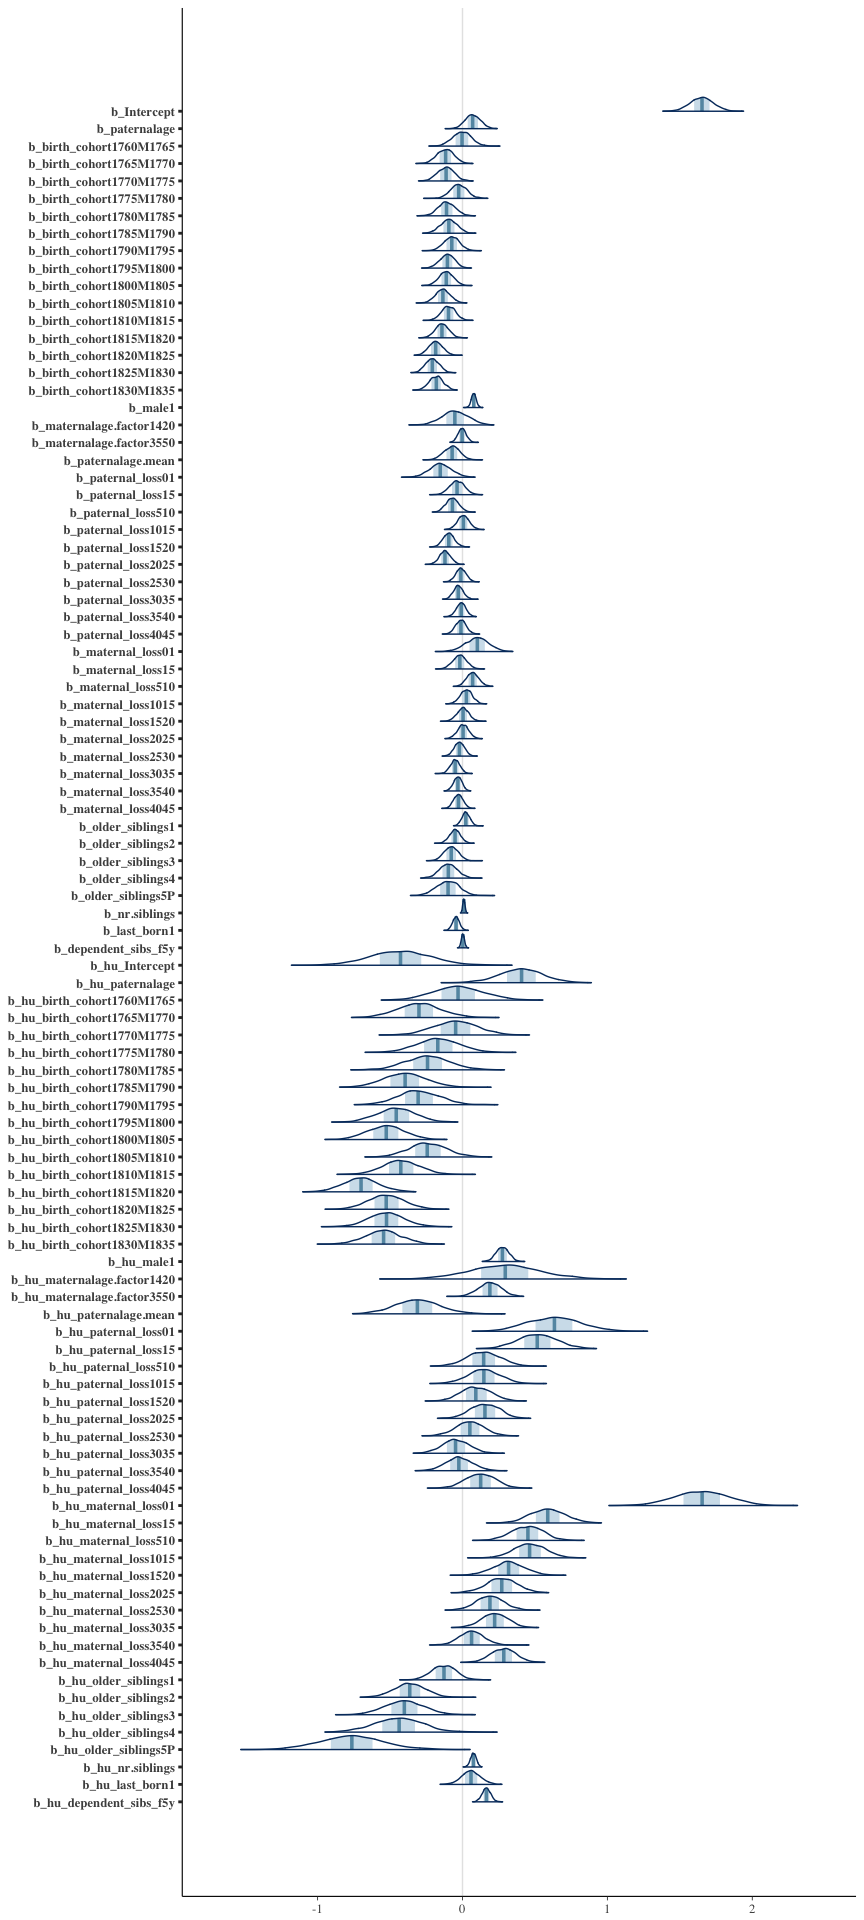 b_Intercept
b_paternalage
b_birth_cohort1760M1765
b_birth_cohort1765M1770
b_birth_cohort1770M1775
b_birth_cohort1775M1780
b_birth_cohort1780M1785
b_birth_cohort1785M1790
b_birth_cohort1790M1795
b_birth_cohort1795M1800
b_birth_cohort1800M1805
b_birth_cohort1805M1810
b_birth_cohort1810M1815
b_birth_cohort1815M1820
b_birth_cohort1820M1825
b_birth_cohort1825M1830
b_birth_cohort1830M1835
b_male1
b_maternalage.factor1420
b_maternalage.factor3550
b_paternalage.mean
b_paternal_loss01
b_paternal_loss15
b_paternal_loss510
b_paternal_loss1015
b_paternal_loss1520
b_paternal_loss2025
b_paternal_loss2530
b_paternal_loss3035
b_paternal_loss3540
b_paternal_loss4045
b_maternal_loss01
b_maternal_loss15
b_maternal_loss510
b_maternal_loss1015
b_maternal_loss1520
b_maternal_loss2025
b_maternal_loss2530
b_maternal_loss3035
b_maternal_loss3540
b_maternal_loss4045
b_older_siblings1
b_older_siblings2
b_older_siblings3
b_older_siblings4
b_older_siblings5P
b_nr.siblings
b_last_born1
b_dependent_sibs_f5y
b_hu_Intercept
b_hu_paternalage
b_hu_birth_cohort1760M1765
b_hu_birth_cohort1765M1770
b_hu_birth_cohort1770M1775
b_hu_birth_cohort1775M1780
b_hu_birth_cohort1780M1785
b_hu_birth_cohort1785M1790
b_hu_birth_cohort1790M1795
b_hu_birth_cohort1795M1800
b_hu_birth_cohort1800M1805
b_hu_birth_cohort1805M1810
b_hu_birth_cohort1810M1815
b_hu_birth_cohort1815M1820
b_hu_birth_cohort1820M1825
b_hu_birth_cohort1825M1830
b_hu_birth_cohort1830M1835
b_hu_male1
b_hu_maternalage.factor1420
b_hu_maternalage.factor3550
b_hu_paternalage.mean
b_hu_paternal_loss01
b_hu_paternal_loss15
b_hu_paternal_loss510
b_hu_paternal_loss1015
b_hu_paternal_loss1520
b_hu_paternal_loss2025
b_hu_paternal_loss2530
b_hu_paternal_loss3035
b_hu_paternal_loss3540
b_hu_paternal_loss4045
b_hu_maternal_loss01
b_hu_maternal_loss15
b_hu_maternal_loss510
b_hu_maternal_loss1015
b_hu_maternal_loss1520
b_hu_maternal_loss2025
b_hu_maternal_loss2530
b_hu_maternal_loss3035
b_hu_maternal_loss3540
b_hu_maternal_loss4045
b_hu_older_siblings1
b_hu_older_siblings2
b_hu_older_siblings3
b_hu_older_siblings4
b_hu_older_siblings5P
b_hu_nr.siblings
b_hu_last_born1
b_hu_dependent_sibs_f5y
-1 0 1 2